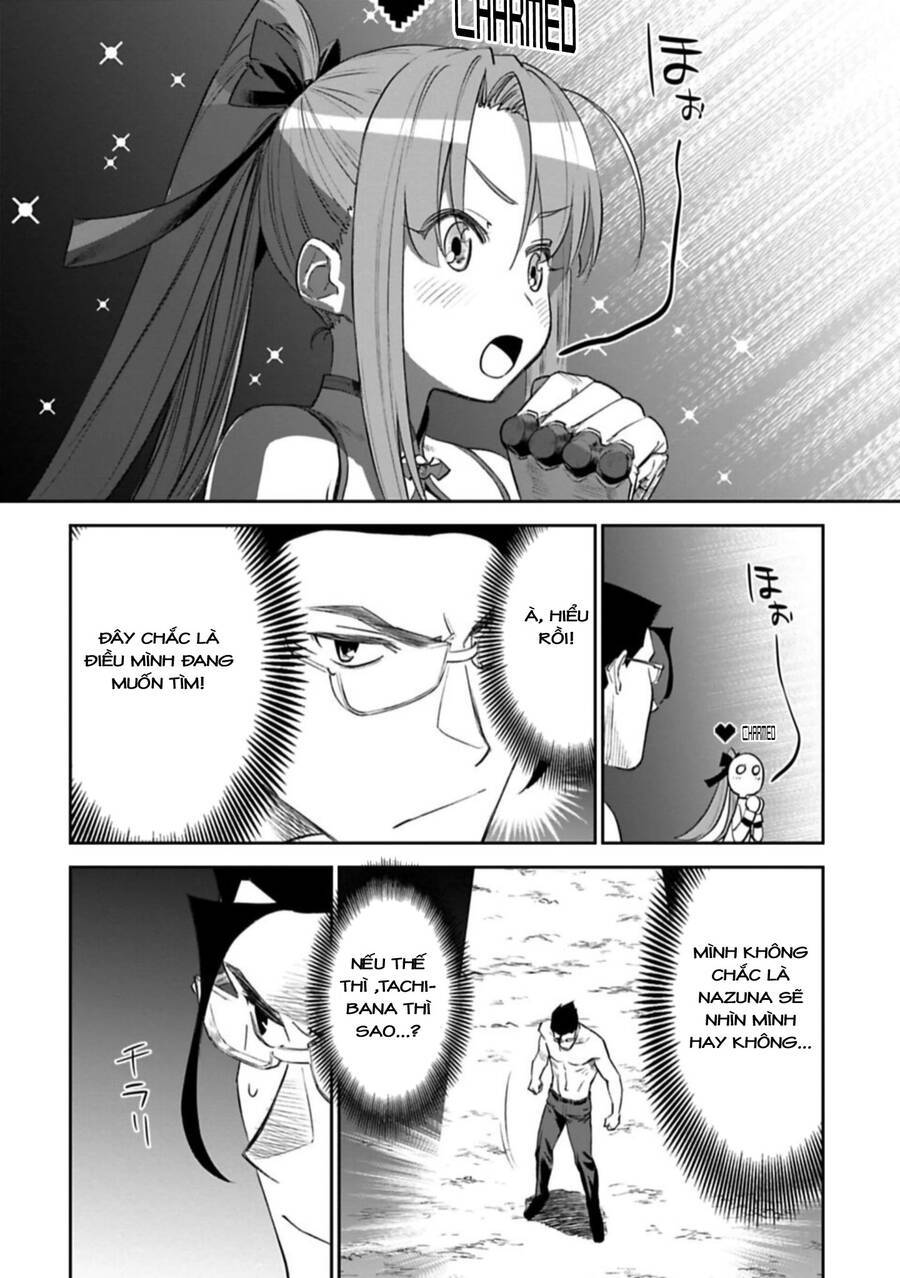 CHARMED
ほぉ
ほぉ
CHARMED
À, HIỂU
RỒI!
ĐÂY CHẮC LÀ
ĐIỀU MÌNH ĐANG
MUỐN TÌM!
MÌNH KHÔNG
CHẮC LÀ
NAZUNA SẼ
NHÌN MÌNH
HAY KHÔNG...
NẾU THẾ
THÌ ,TACHI-
BANA THÌ
SAO...?
チラリ